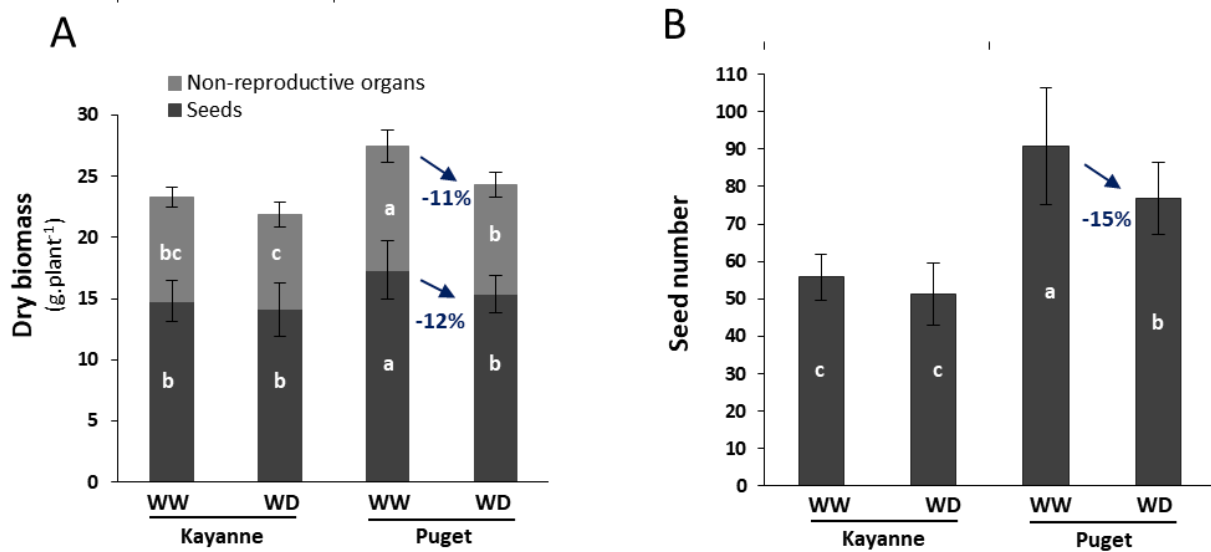 A
Non-reproductive organs
Seeds
Dry biomass
(g.plant⁻¹)
30
25
20
15
10
5
0
bc
c
a
b
b
b
a
b
-11%
-12%
WW WD WW WD
Kayanne Puget
B
Seed number
110
100
90
80
70
60
50
40
30
20
10
0
c
c
a
b
-15%
WW WD WW WD
Kayanne Puget